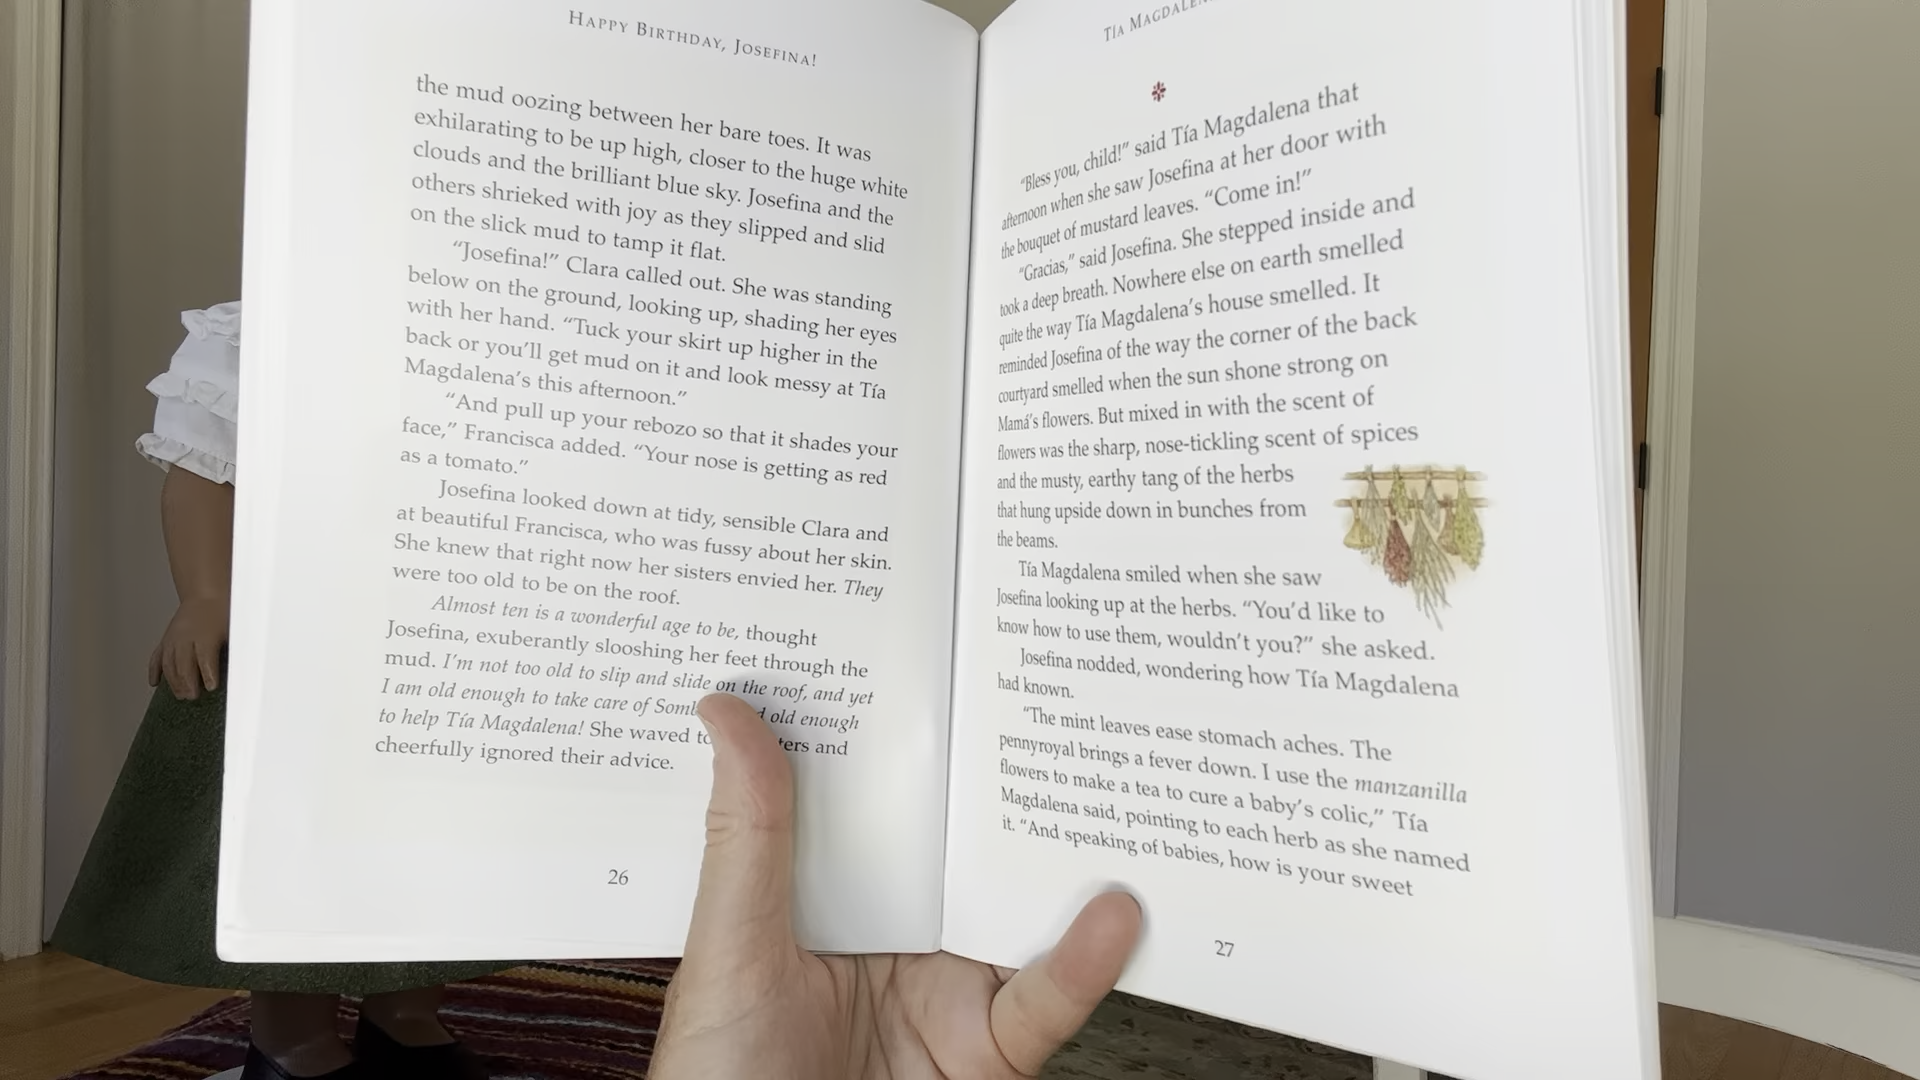 HAPPY BIRTHDAY, JOSEFINA!
the mud oozing between her bare toes. It was
exhilarating to be up high, closer to the huge white
clouds and the brilliant blue sky. Josefina and the
others shrieked with joy as they slipped and slid
on the slick mud to tamp it flat.
“Josefina!” Clara called out. She was standing
below on the ground, looking up, shading her eyes
with her hand. “Tuck your skirt up higher in the
back or you’ll get mud on it and look messy at Tía
Magdalena’s this afternoon.”
“And pull up your rebozo so that it shades your
face,” Francisca added. “Your nose is getting as red
as a tomato.”
Josefina looked down at tidy, sensible Clara and
at beautiful Francisca, who was fussy about her skin.
She knew that right now her sisters envied her. They
were too old to be on the roof.
Almost ten is a wonderful age to be, thought
Josefina, exuberantly slooshing her feet through the
mud. I’m not too old to slip and slide on the roof, and yet
I am old enough to take care of old enough
to help Tía Magdalena! She waved and
cheerfully ignored their advice.
26
TÍA
“Bless you, child!” said Tía Magdalena that
afternoon when she saw Josefina at her door with
the bouquet of mustard leaves. “Come in!”
“Gracias,” said Josefina. She stepped inside and
took a deep breath. Nowhere else on earth smelled
quite the way Tía Magdalena’s house smelled. It
reminded Josefina of the way the corner of the back
courtyard smelled when the sun shone strong on
Mamá’s flowers. But mixed in with the scent of
flowers was the sharp, nose-tickling scent of spices
and the musty, earthy tang of the herbs
that hung upside down in bunches from
the beams.
Tía Magdalena smiled when she saw
Josefina looking up at the herbs. “You’d like to
know how to use them, wouldn’t you?” she asked.
Josefina nodded, wondering how Tía Magdalena
had known.
“The mint leaves ease stomach aches. The
pennyroyal brings a fever down. I use the manzanilla
flowers to make a tea to cure a baby’s colic,” Tía
Magdalena said, pointing to each herb as she named
it. “And speaking of babies, how is your sweet
27